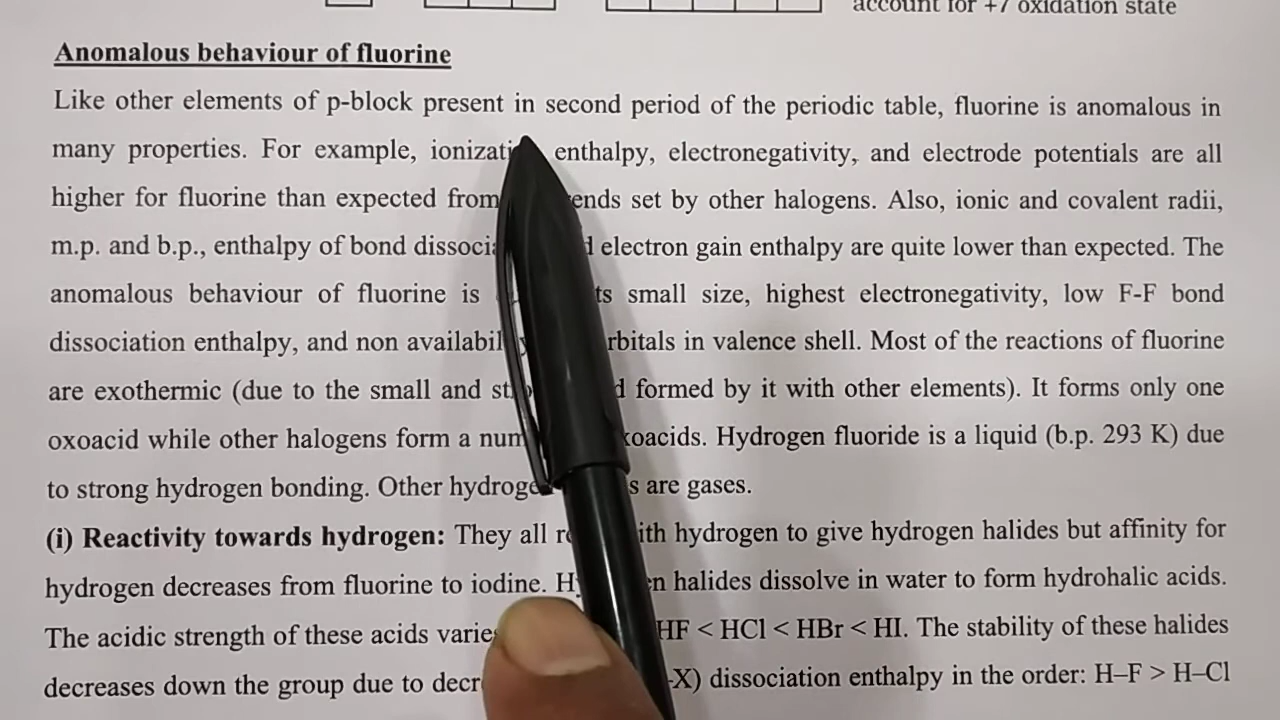 account for +7 oxidation state
Anomalous behaviour of fluorine
Like other elements of p-block present in second period of the periodic table, fluorine is anomalous in
many properties. For example, enthalpy, electronegativity, and electrode potentials are all
higher for fluorine than expected from set by other halogens. Also, ionic and covalent radii,
m.p. and b.p., enthalpy of bond electron gain enthalpy are quite lower than expected. The
anomalous behaviour of fluorine is small size, highest electronegativity, low F-F bond
dissociation enthalpy, and non in valence shell. Most of the reactions of fluorine
are exothermic (due to the small and formed by it with other elements). It forms only one
oxoacid while other halogens form a Hydrogen fluoride is a liquid (b.p. 293 K) due
to strong hydrogen bonding. Other are gases.
(i) Reactivity towards hydrogen: They all hydrogen to give hydrogen halides but affinity for
hydrogen decreases from fluorine to iodine. halides dissolve in water to form hydrohalic acids.
The acidic strength of these acids HF < HCl < HBr < HI. The stability of these halides
decreases down the group due to -X) dissociation enthalpy in the order: H–F > H–Cl